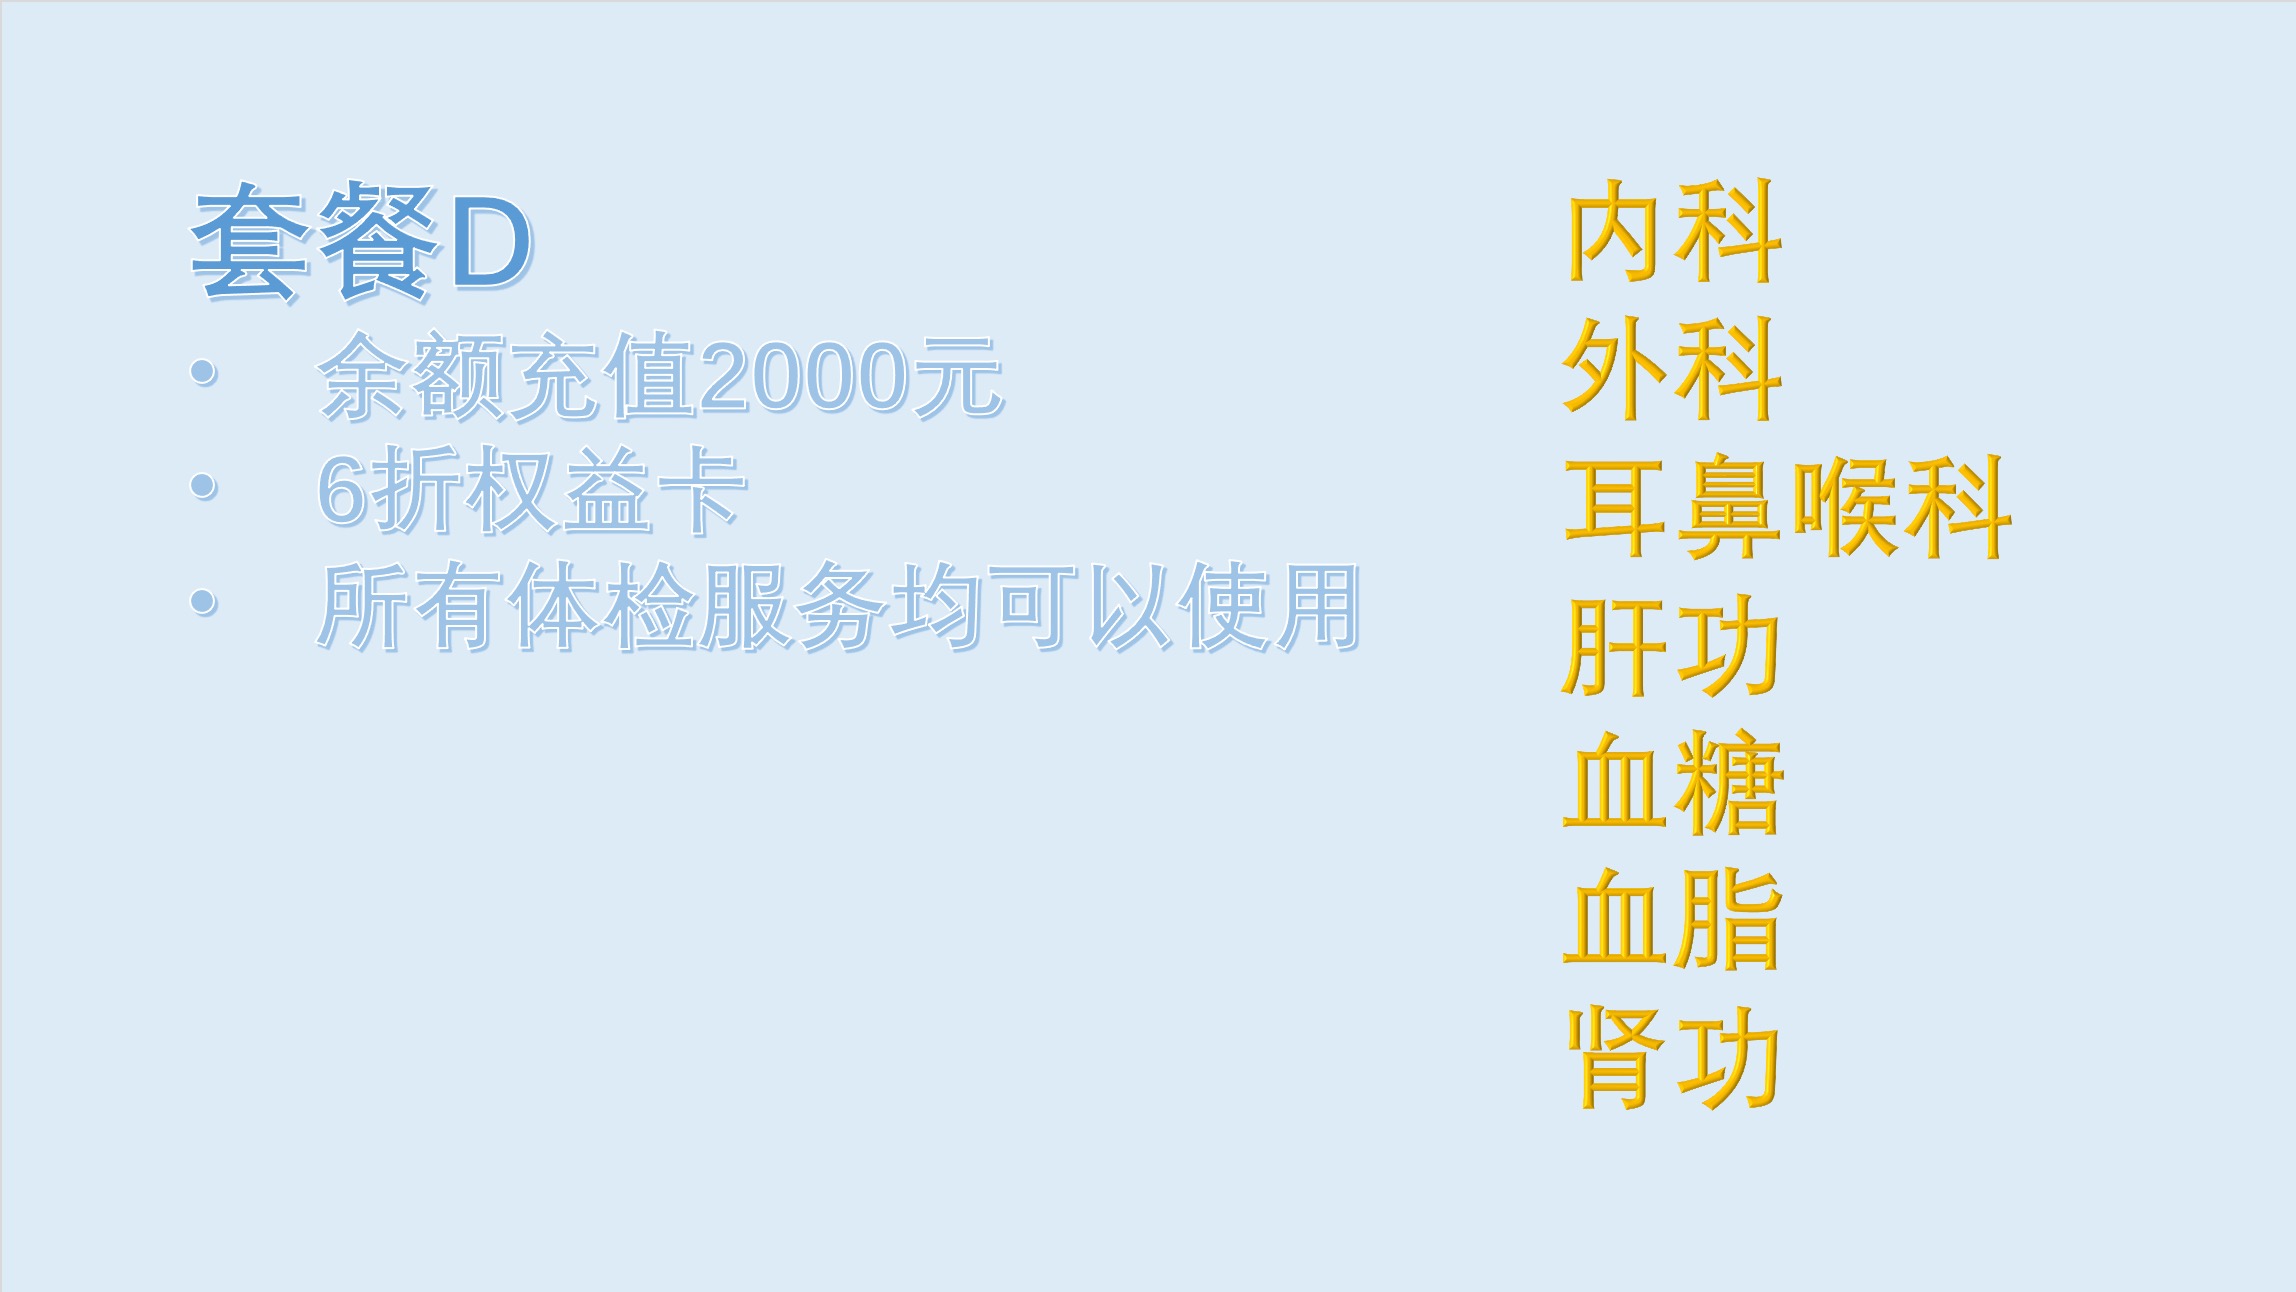 套餐D
• 余额充值2000元
• 6折权益卡
• 所有体检服务均可以使用
内科
外科
耳鼻喉科
肝功
血糖
血脂
肾功